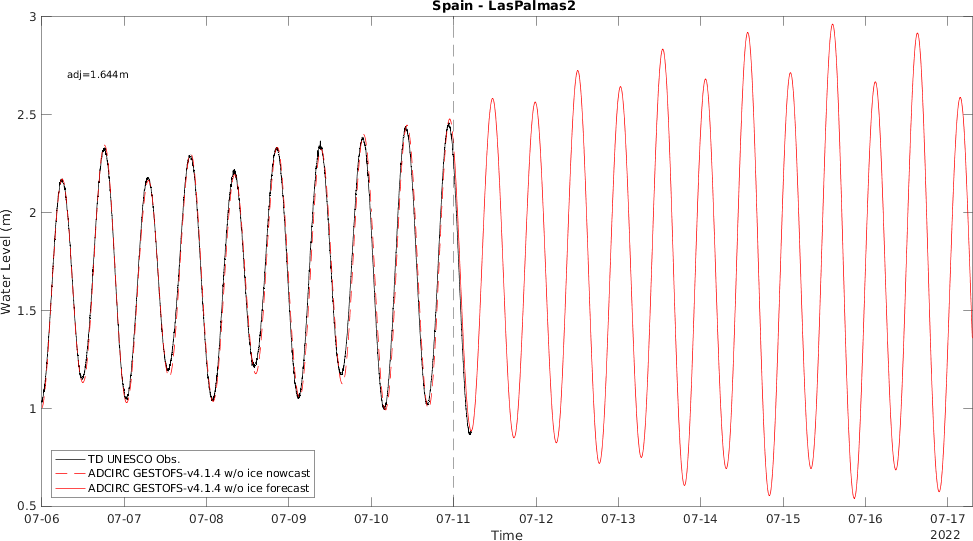 Spain - LasPalmas2
3
2.5
2
1.5
1
0.5
Water Level (m)
adj=1.644m
TD UNESCO Obs.
ADCIRC GESTOFS-v4.1.4 w/o ice nowcast
ADCIRC GESTOFS-v4.1.4 w/o ice forecast
07-06 07-07 07-08 07-09 07-10 07-11 07-12 07-13 07-14 07-15 07-16 07-17
2022
Time